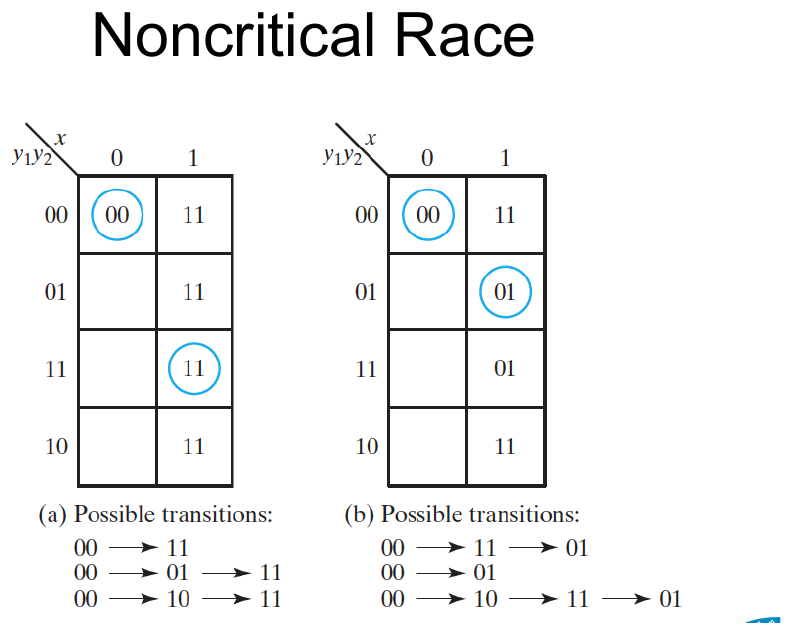 Noncritical Race
x
y₁y₂ 0 1
00 00 11
01 11
11 11
10 11
(a) Possible transitions:
00 → 11
00 → 01 → 11
00 → 10 → 11
x
y₁y₂ 0 1
00 00 11
01 01
11 01
10 11
(b) Possible transitions:
00 → 11 → 01
00 → 01
00 → 10 → 11 → 01